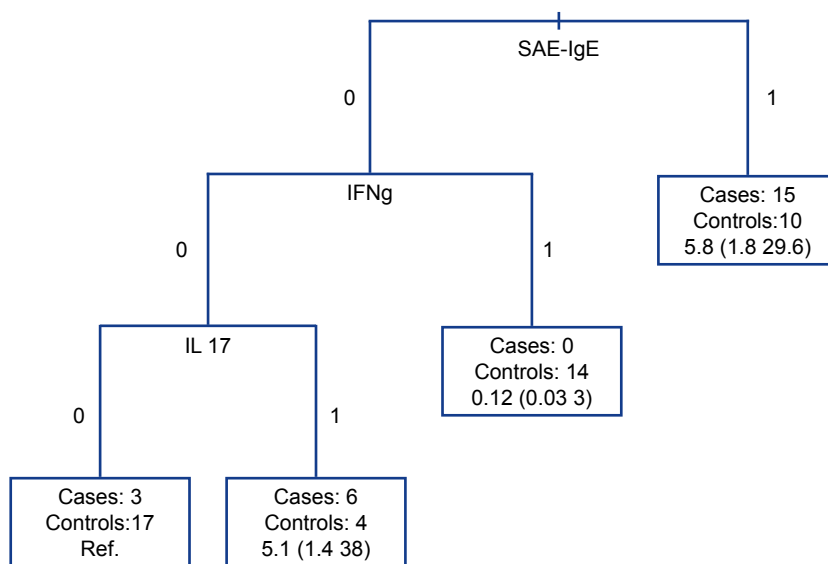 SAE-IgE
0
1
IFNg
Cases: 15
Controls:10
5.8 (1.8 29.6)
0
1
IL 17
Cases: 0
Controls: 14
0.12 (0.03 3)
0
1
Cases: 3
Controls:17
Ref.
Cases: 6
Controls: 4
5.1 (1.4 38)